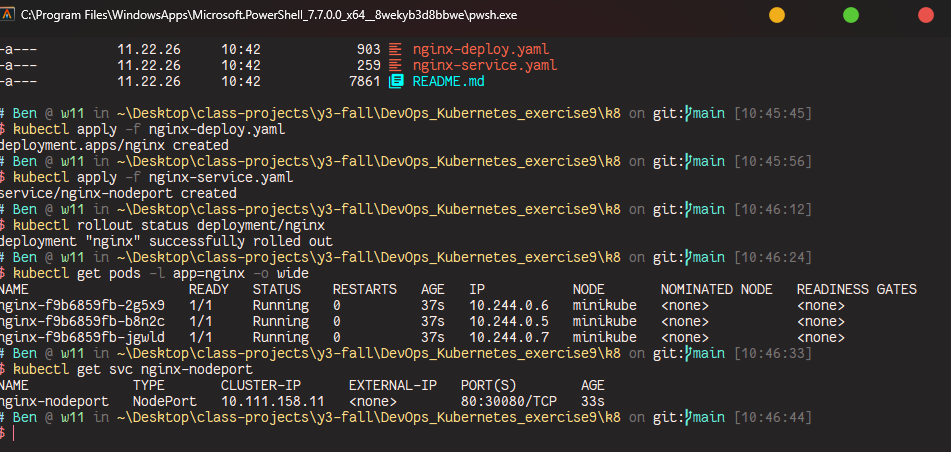 C:\Program Files\WindowsApps\Microsoft.PowerShell_7.7.0.0_x64__8wekyb3d8bbwe\pwsh.exe
-a--- 11.22.26 10:42 903 nginx-deploy.yaml
-a--- 11.22.26 10:42 259 nginx-service.yaml
-a--- 11.22.26 10:42 7861 README.md
# Ben @ w11 in ~\Desktop\class-projects\y3-fall\DevOps_Kubernetes_exercise9\k8 on git:main [10:45:45]
$ kubectl apply -f nginx-deploy.yaml
deployment.apps/nginx created
# Ben @ w11 in ~\Desktop\class-projects\y3-fall\DevOps_Kubernetes_exercise9\k8 on git:main [10:45:56]
$ kubectl apply -f nginx-service.yaml
service/nginx-nodeport created
# Ben @ w11 in ~\Desktop\class-projects\y3-fall\DevOps_Kubernetes_exercise9\k8 on git:main [10:46:12]
$ kubectl rollout status deployment/nginx
deployment "nginx" successfully rolled out
# Ben @ w11 in ~\Desktop\class-projects\y3-fall\DevOps_Kubernetes_exercise9\k8 on git:main [10:46:24]
$ kubectl get pods -l app=nginx -o wide
NAME READY STATUS RESTARTS AGE IP NODE NOMINATED NODE READINESS GATES
nginx-f9b6859fb-2g5x9 1/1 Running 0 37s 10.244.0.6 minikube <none> <none>
nginx-f9b6859fb-b8n2c 1/1 Running 0 37s 10.244.0.5 minikube <none> <none>
nginx-f9b6859fb-jgwld 1/1 Running 0 37s 10.244.0.7 minikube <none> <none>
# Ben @ w11 in ~\Desktop\class-projects\y3-fall\DevOps_Kubernetes_exercise9\k8 on git:main [10:46:33]
$ kubectl get svc nginx-nodeport
NAME TYPE CLUSTER-IP EXTERNAL-IP PORT(S) AGE
nginx-nodeport NodePort 10.111.158.11 <none> 80:30080/TCP 33s
# Ben @ w11 in ~\Desktop\class-projects\y3-fall\DevOps_Kubernetes_exercise9\k8 on git:main [10:46:44]
$